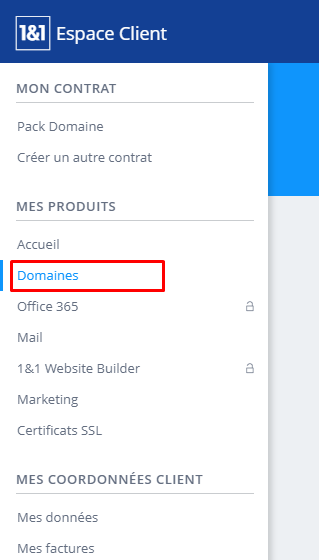 1&1 Espace Client
MON CONTRAT
Pack Domaine
Créer un autre contrat
MES PRODUITS
Accueil
Domaines
Office 365
Mail
1&1 Website Builder
Marketing
Certificats SSL
MES COORDONNÉES CLIENT
Mes données
Mes factures